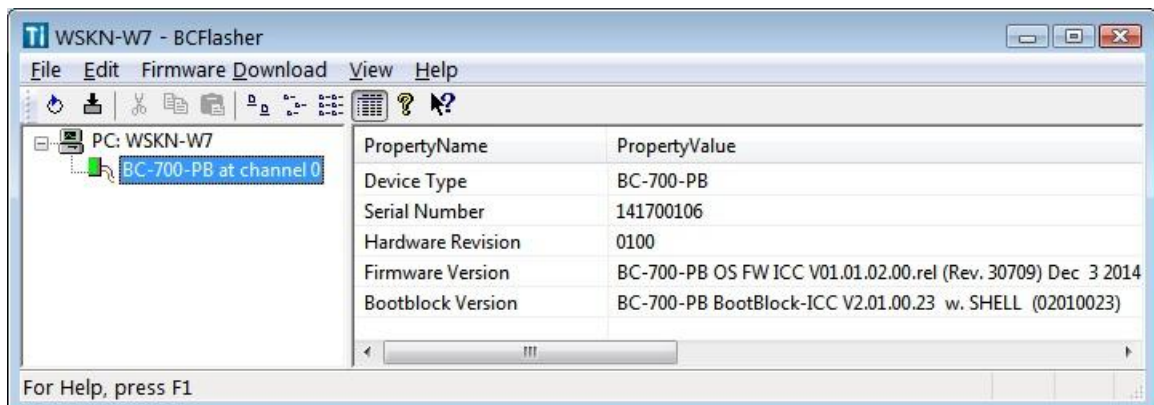 WSKN-W7 - BCFlasher
File Edit Firmware Download View Help
PC: WSKN-W7
BC-700-PB at channel 0
PropertyName PropertyValue
Device Type BC-700-PB
Serial Number 141700106
Hardware Revision 0100
Firmware Version BC-700-PB OS FW ICC V01.01.02.00.rel (Rev. 30709) Dec 3 2014
Bootblock Version BC-700-PB BootBlock-ICC V2.01.00.23 w. SHELL (02010023)
For Help, press F1